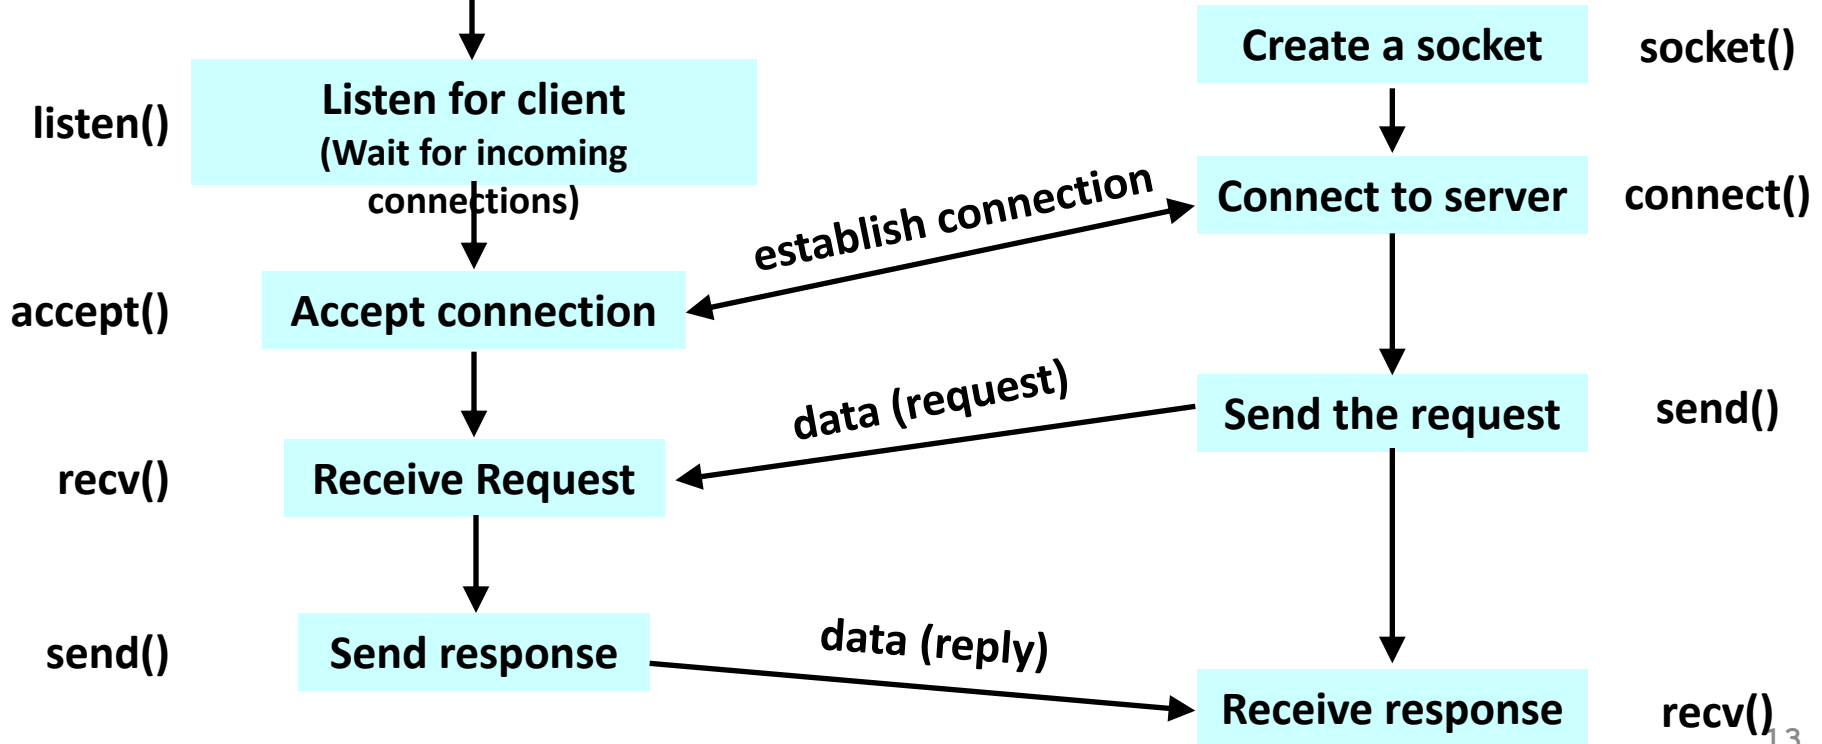 Create a socket
socket()
listen()
Listen for client
(Wait for incoming
connections)
establish connection
Connect to server
connect()
accept()
Accept connection
data (request)
Send the request
send()
recv()
Receive Request
send()
Send response
data (reply)
Receive response
recv()
13